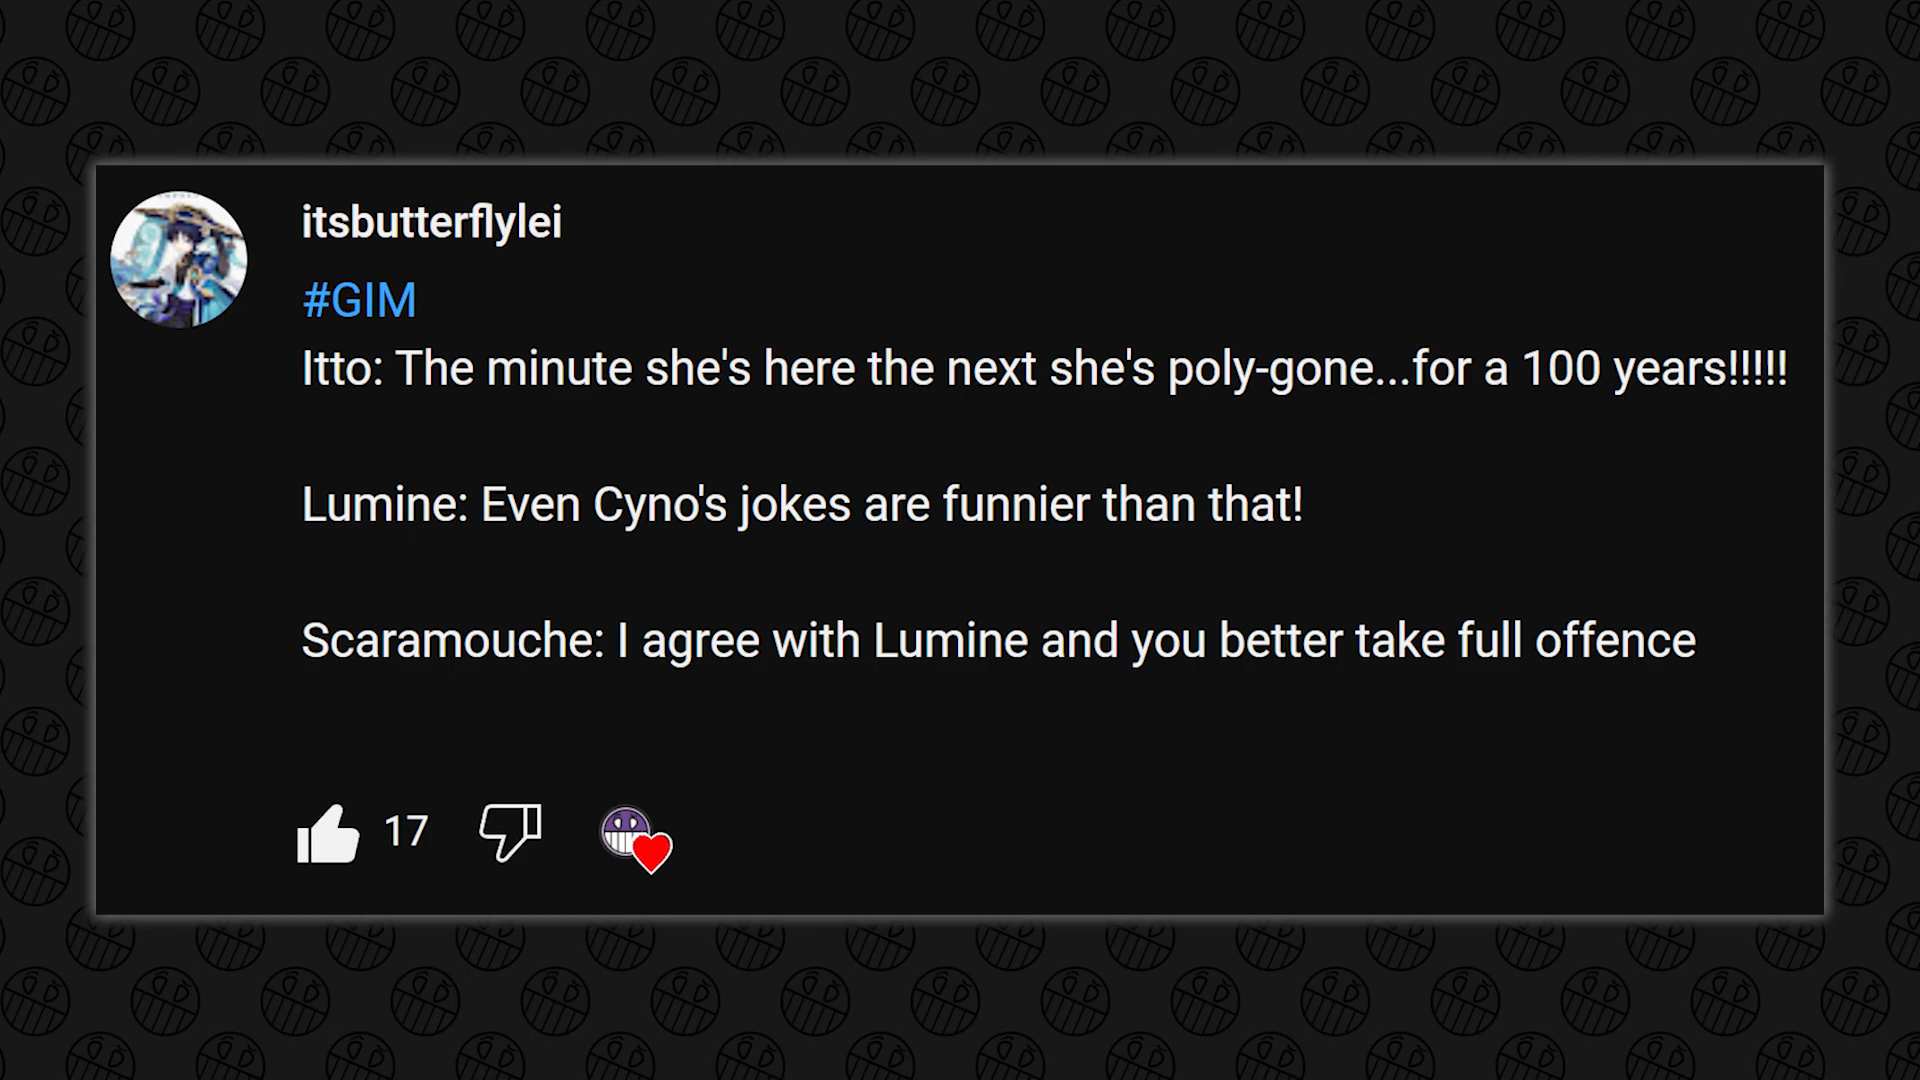 itsbutterflylei
#GIM
Itto: The minute she's here the next she's poly-gone...for a 100 years!!!!!
Lumine: Even Cyno's jokes are funnier than that!
Scaramouche: I agree with Lumine and you better take full offence
17